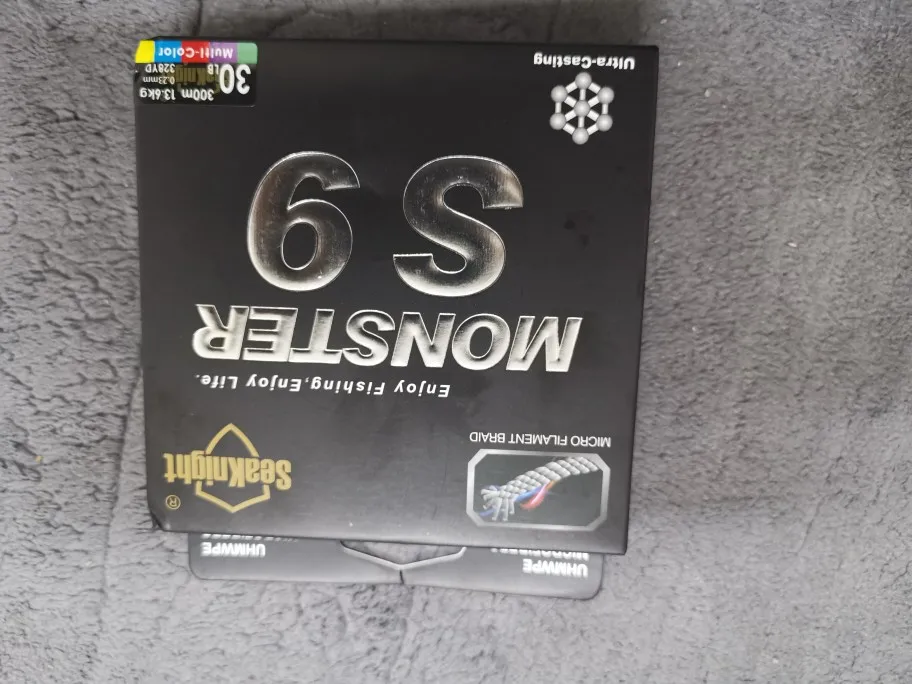 UHMWPE
UHMWPE
SeaKnight®
MICRO FILAMENT BRAID
Enjoy Fishing,Enjoy Life.
MONSTER
S 9
Ultra-Casting
300m 13.6kg
30LB
0.23mm
328YD
Multi-Color